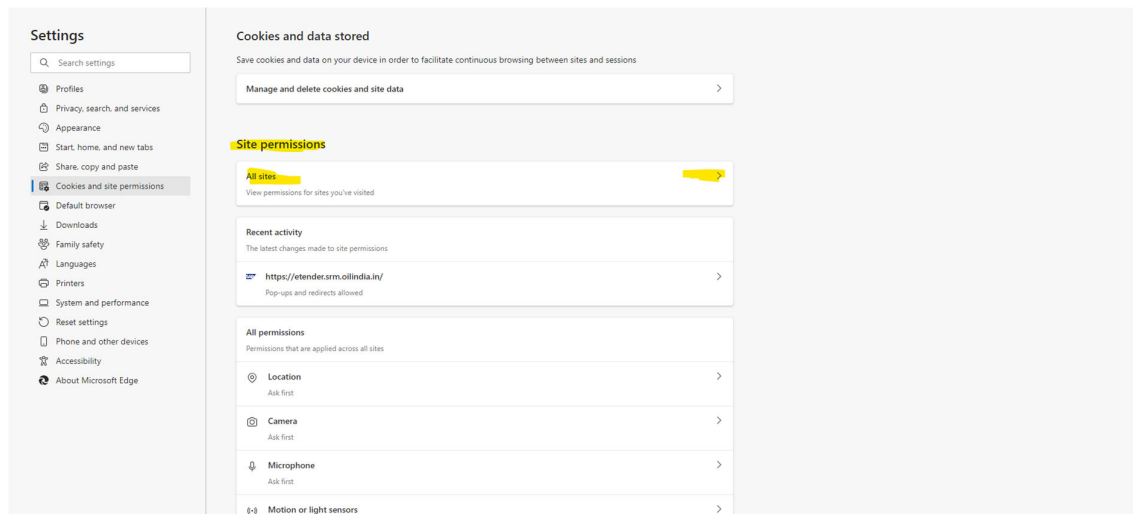 Settings
Search settings
Profiles
Privacy, search, and services
Appearance
Start, home, and new tabs
Share, copy and paste
Cookies and site permissions
Default browser
Downloads
Family safety
Languages
Printers
System and performance
Reset settings
Phone and other devices
Accessibility
About Microsoft Edge
Cookies and data stored
Save cookies and data on your device in order to facilitate continuous browsing between sites and sessions
Manage and delete cookies and site data
Site permissions
All sites
View permissions for sites you've visited
Recent activity
The latest changes made to site permissions
https://etender.srm.oilindia.in/
Pop-ups and redirects allowed
All permissions
Permissions that are applied across all sites
Location
Ask first
Camera
Ask first
Microphone
Ask first
Motion or light sensors